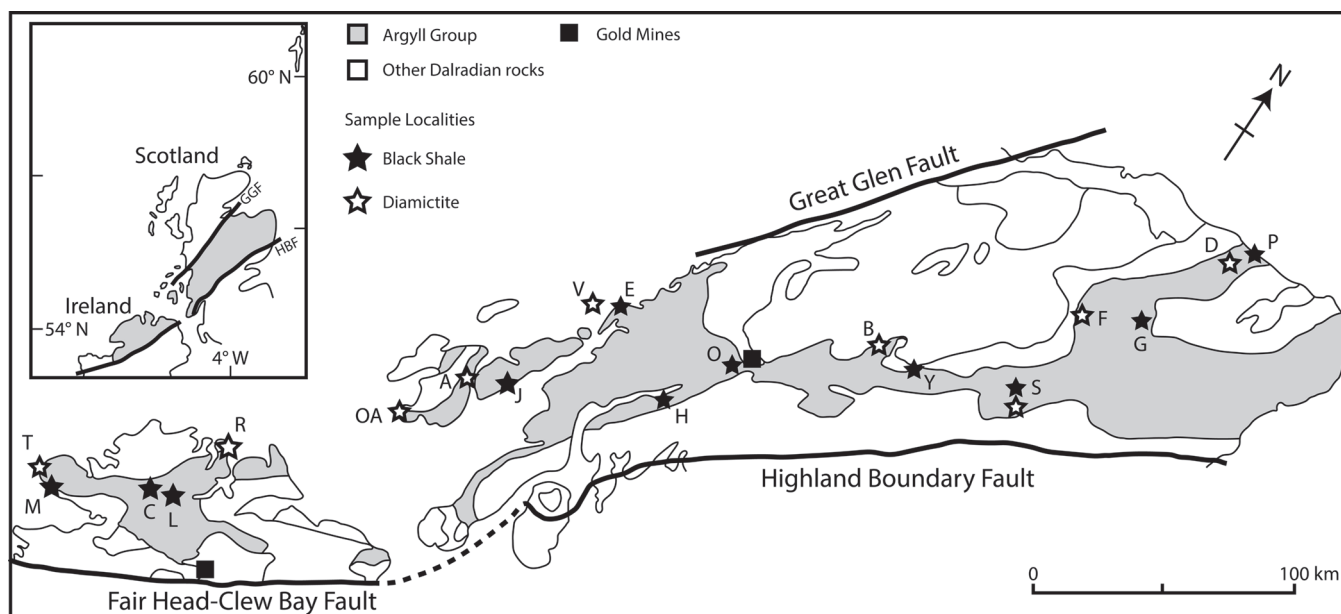 Argyll Group
Gold Mines
Other Dalradian rocks
Sample Localities
Black Shale
Diamictite
60° N
Scotland
GGF
HBF
Ireland
54° N
4° W
N
Great Glen Fault
D
P
V
E
F
G
B
O
Y
S
A
J
H
OA
R
T
M
C
L
Highland Boundary Fault
Fair Head-Clew Bay Fault
0
100 km